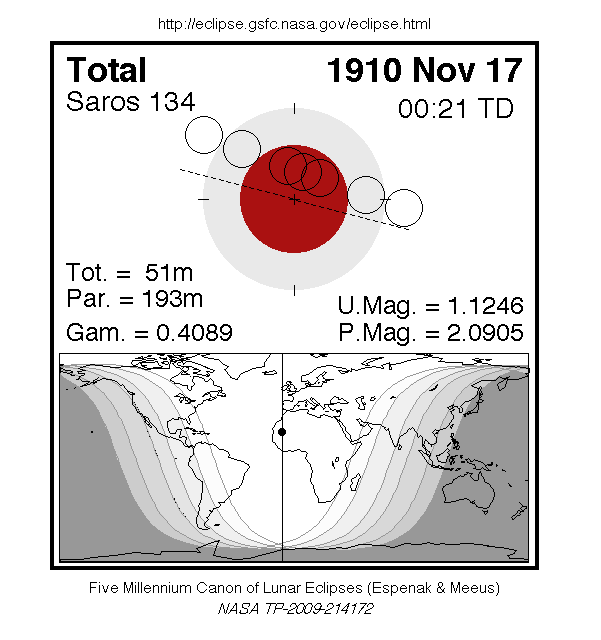 http://eclipse.gsfc.nasa.gov/eclipse.html
Total 1910 Nov 17
Saros 134 00:21 TD
Tot. = 51m
Par. = 193m
Gam. = 0.4089
U.Mag. = 1.1246
P.Mag. = 2.0905
Five Millennium Canon of Lunar Eclipses (Espenak & Meeus)
NASA TP-2009-214172